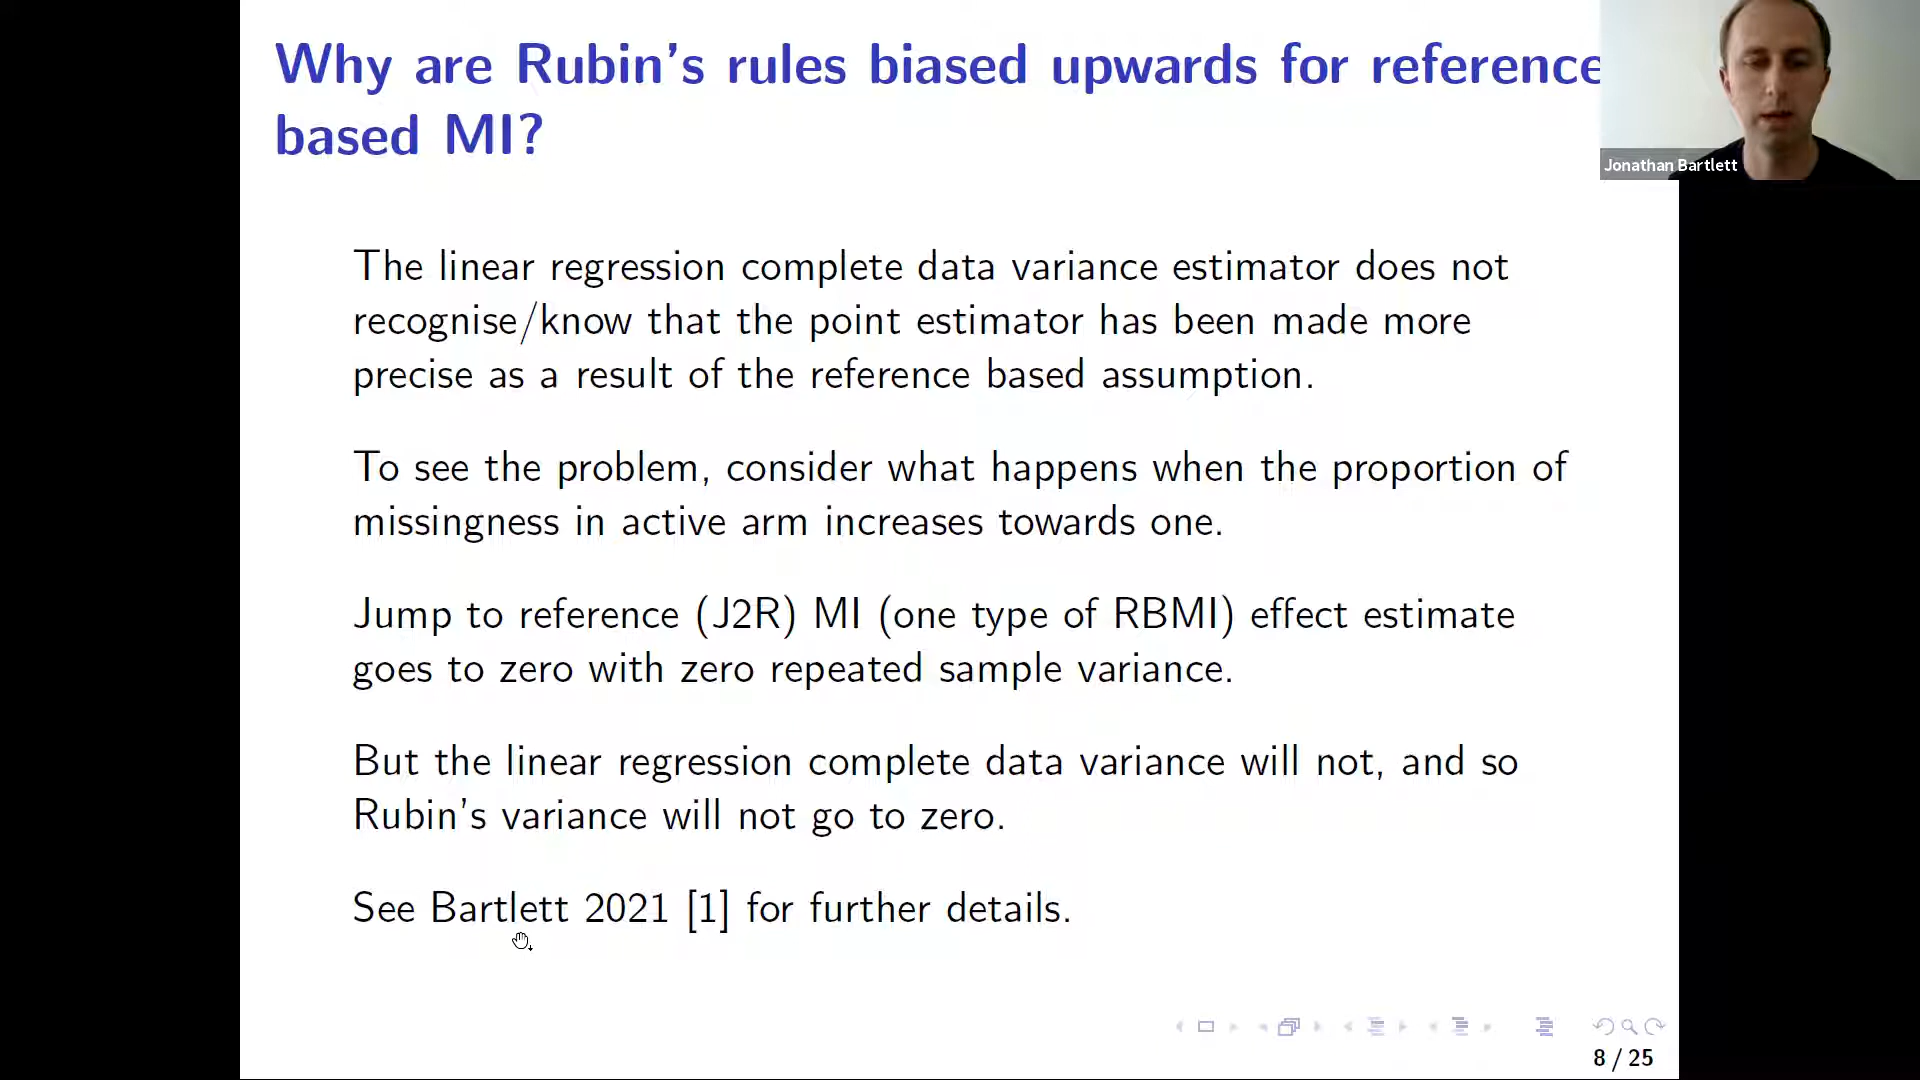 Why are Rubin's rules biased upwards for reference
based MI?
Jonathan Bartlett
The linear regression complete data variance estimator does not
recognise/know that the point estimator has been made more
precise as a result of the reference based assumption.
To see the problem, consider what happens when the proportion of
missingness in active arm increases towards one.
Jump to reference (J2R) MI (one type of RBMI) effect estimate
goes to zero with zero repeated sample variance.
But the linear regression complete data variance will not, and so
Rubin's variance will not go to zero.
See Bartlett 2021 [1] for further details.
8 / 25